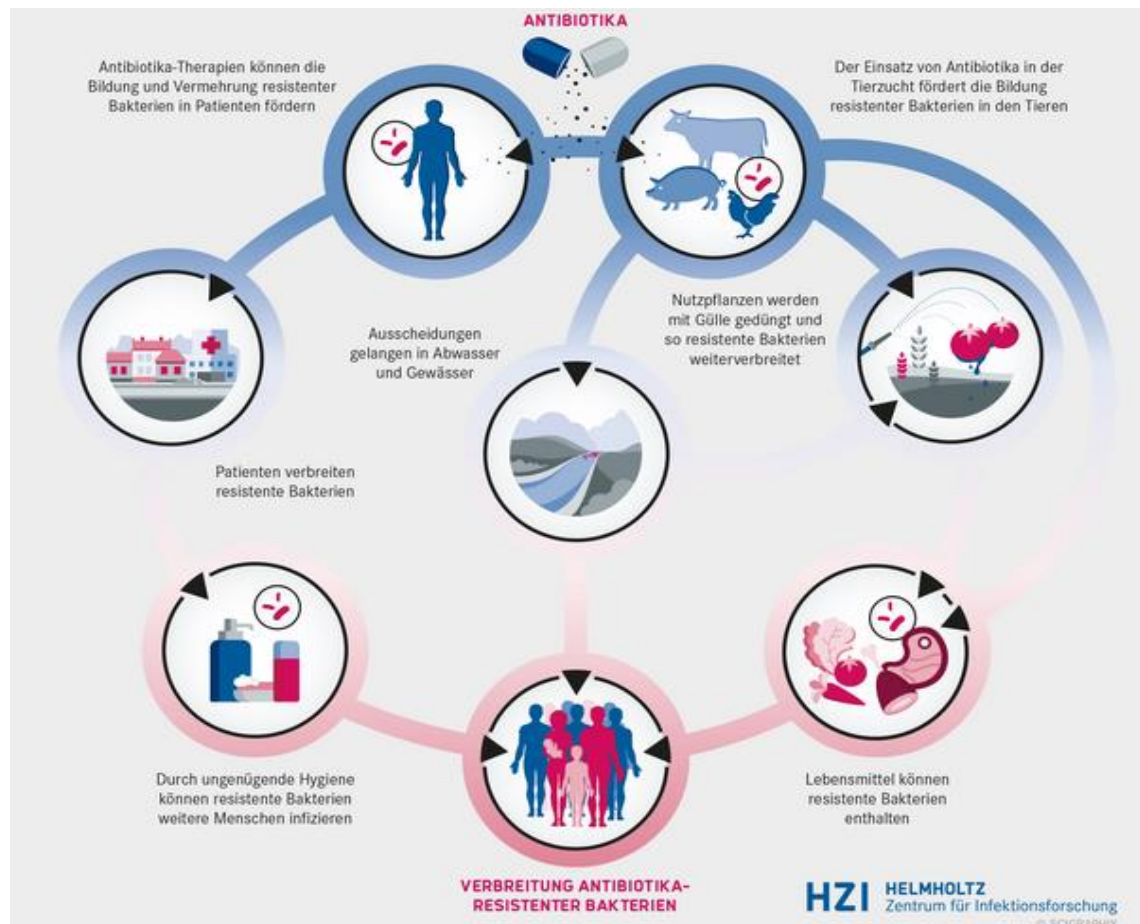 ANTIBIOTIKA
Antibiotika-Therapien können die
Bildung und Vermehrung resistenter
Bakterien in Patienten fördern
Der Einsatz von Antibiotika in der
Tierzucht fördert die Bildung
resistenter Bakterien in den Tieren
Ausscheidungen
gelangen in Abwasser
und Gewässer
Nutzpflanzen werden
mit Gülle gedüngt und
so resistente Bakterien
weiterverbreitet
Patienten verbreiten
resistente Bakterien
Durch ungenügende Hygiene
können resistente Bakterien
weitere Menschen infizieren
Lebensmittel können
resistente Bakterien
enthalten
VERBREITUNG ANTIBIOTIKA-
RESISTENTER BAKTERIEN
HZI HELMHOLTZ
Zentrum für Infektionsforschung